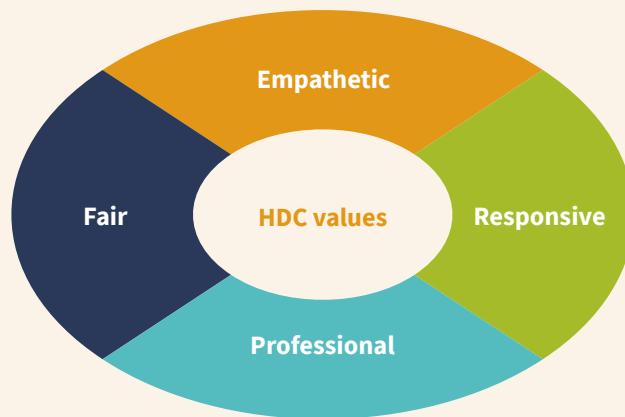 Empathetic
Fair
HDC values
Responsive
Professional